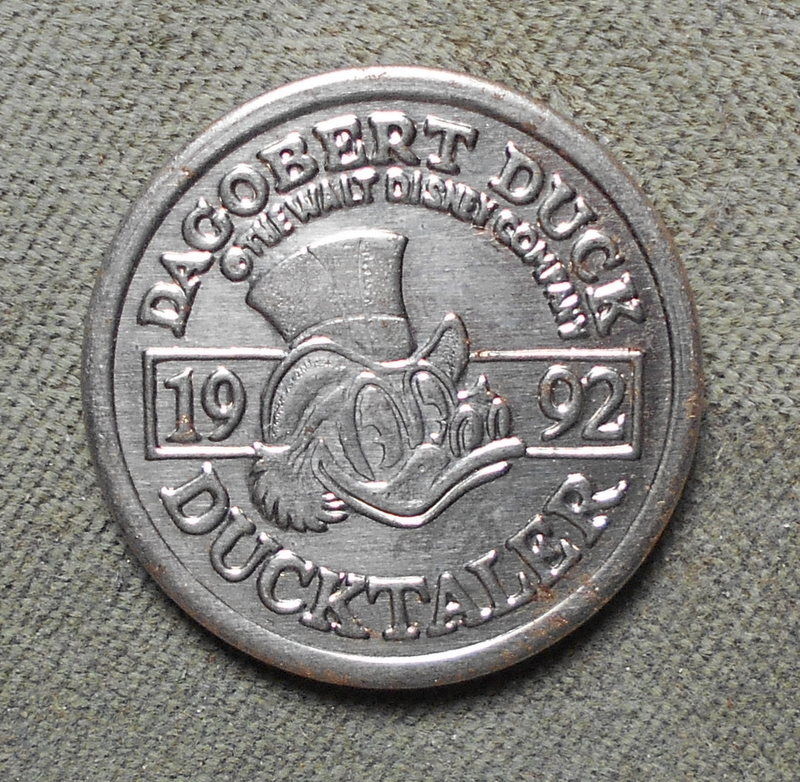 DAGOBERT DUCK
© THE WALT DISNEY COMPANY
19 92
DUCKTALER